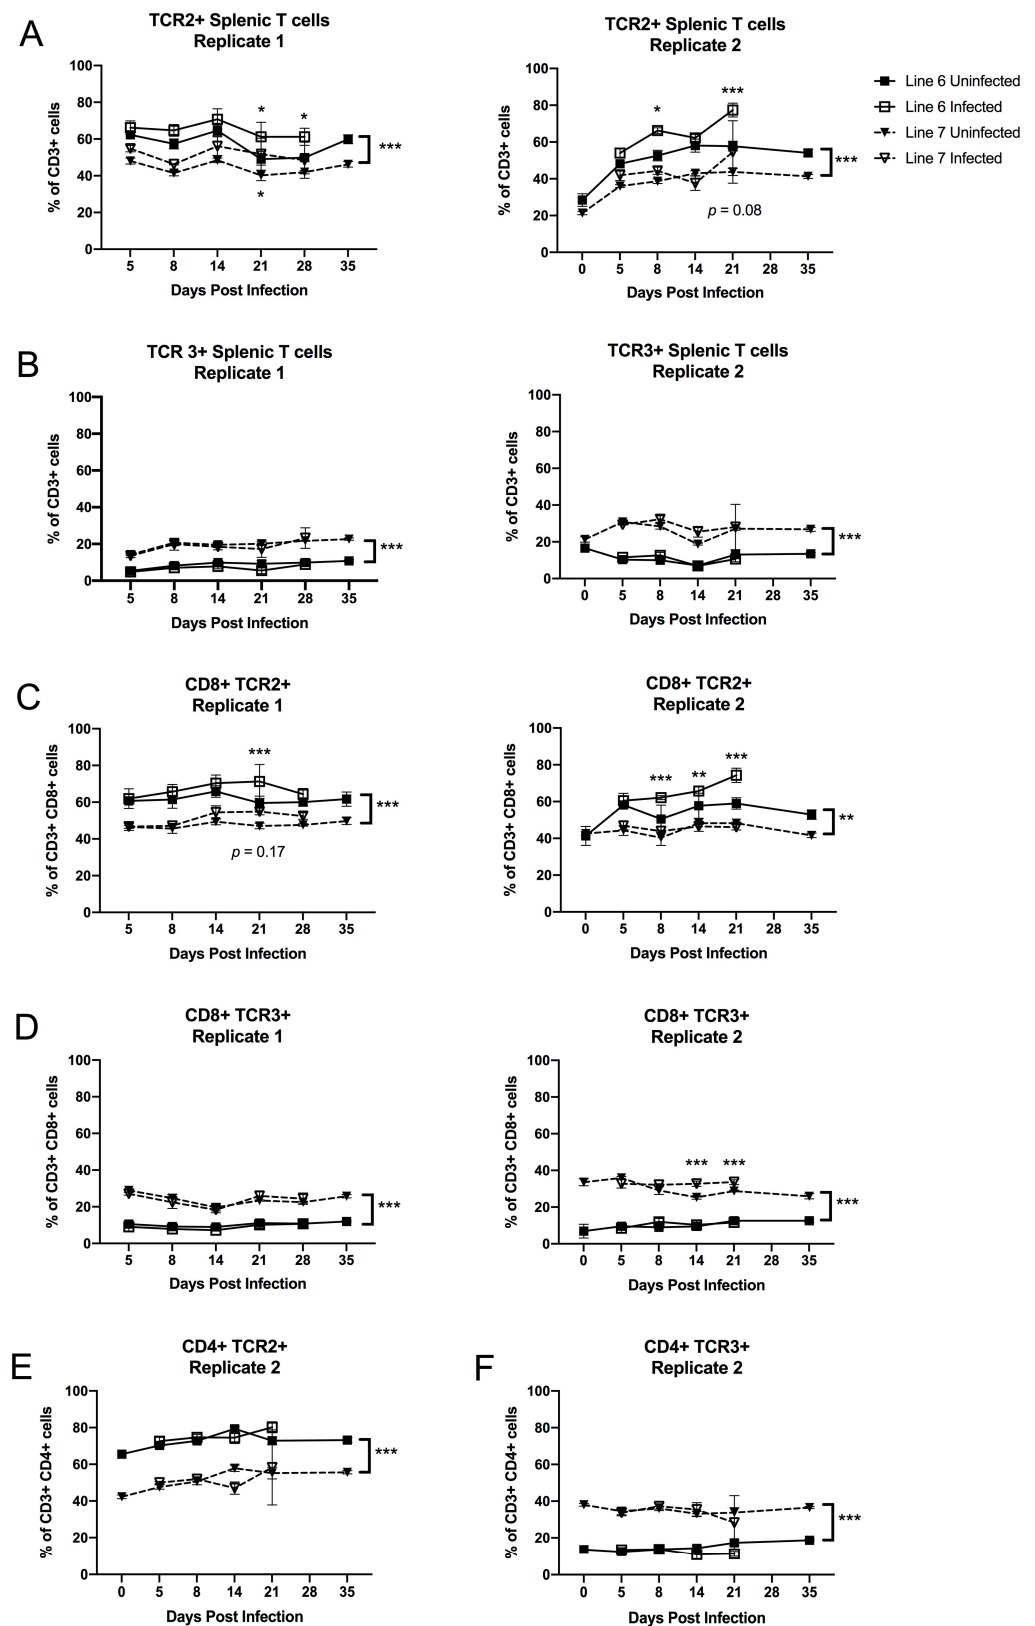 A
TCR2+ Splenic T cells
Replicate 1
% of CD3+ cells
100
80
60
40
20
0
*
*
*
***
5 8 14 21 28 35
Days Post Infection
TCR2+ Splenic T cells
Replicate 2
% of CD3+ cells
100
80
60
40
20
0
*
***
***
p = 0.08
0 5 8 14 21 28 35
Days Post Infection
Line 6 Uninfected
Line 6 Infected
Line 7 Uninfected
Line 7 Infected
B
TCR 3+ Splenic T cells
Replicate 1
% of CD3+ cells
100
80
60
40
20
0
***
5 8 14 21 28 35
Days Post Infection
TCR3+ Splenic T cells
Replicate 2
% of CD3+ cells
100
80
60
40
20
0
***
0 5 8 14 21 28 35
Days Post Infection
C
CD8+ TCR2+
Replicate 1
% of CD3+ CD8+ cells
100
80
60
40
20
0
***
***
p = 0.17
5 8 14 21 28 35
Days Post Infection
CD8+ TCR2+
Replicate 2
% of CD3+ CD8+ cells
100
80
60
40
20
0
*** ** ***
**
0 5 8 14 21 28 35
Days Post Infection
D
CD8+ TCR3+
Replicate 1
% of CD3+ CD8+ cells
100
80
60
40
20
0
***
5 8 14 21 28 35
Days Post Infection
CD8+ TCR3+
Replicate 2
% of CD3+ CD8+ cells
100
80
60
40
20
0
*** ***
***
0 5 8 14 21 28 35
Days Post Infection
E
CD4+ TCR2+
Replicate 2
% of CD3+ CD4+ cells
100
80
60
40
20
0
***
0 5 8 14 21 28 35
Days Post Infection
F
CD4+ TCR3+
Replicate 2
% of CD3+ CD4+ cells
100
80
60
40
20
0
***
0 5 8 14 21 28 35
Days Post Infection